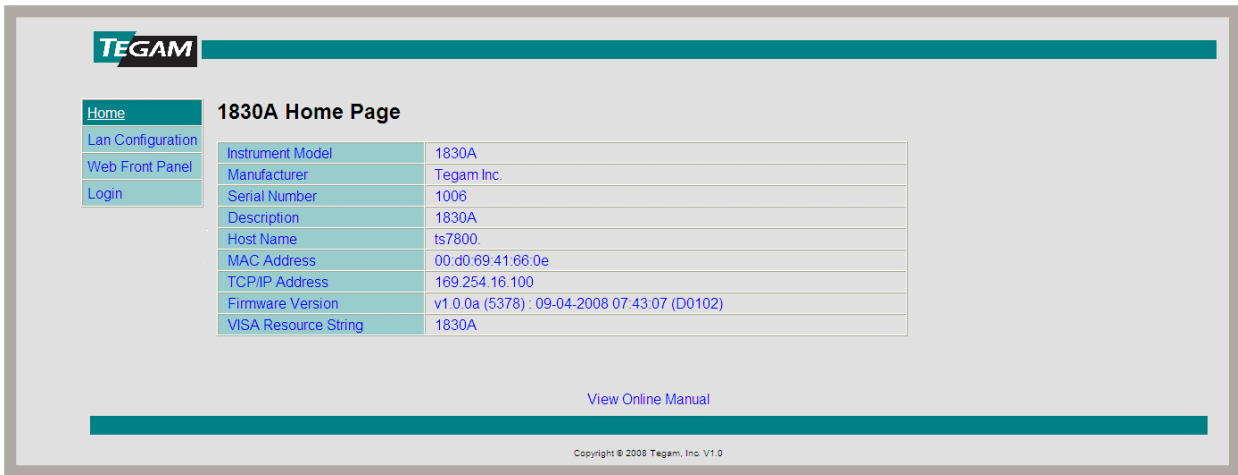 TEGAM
Home
Lan Configuration
Web Front Panel
Login
1830A Home Page
Instrument Model 1830A
Manufacturer Tegam Inc.
Serial Number 1006
Description 1830A
Host Name ts7800.
MAC Address 00:d0:69:41:66:0e
TCP/IP Address 169.254.16.100
Firmware Version v1.0.0a (5378) : 09-04-2008 07:43:07 (D0102)
VISA Resource String 1830A
View Online Manual
Copyright © 2008 Tegam, Inc. V1.0